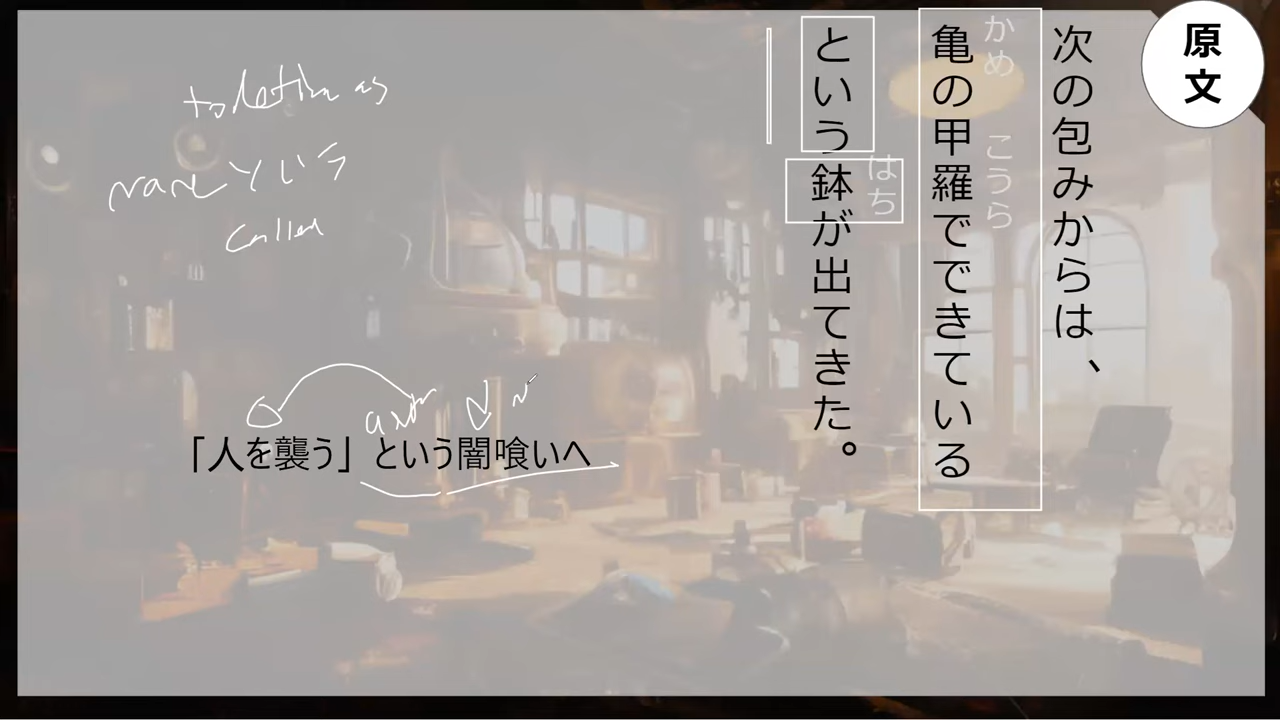 原文
次の包みからは、
亀の甲羅でできている
かめ こうら
という鉢が出てきた。
はち
called
「人を襲う」という闇喰いへ